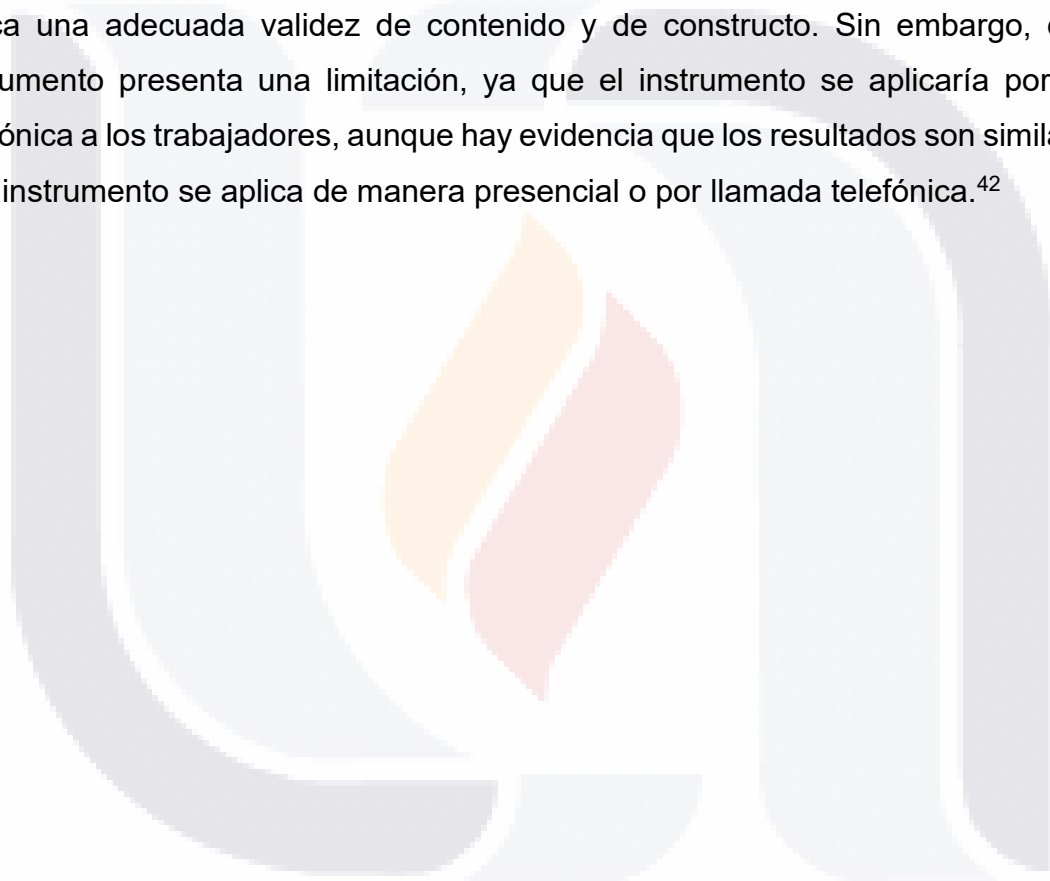 ca una adecuada validez de contenido y de constructo. Sin embargo,
umento presenta una limitación, ya que el instrumento se aplicaría por
ónica a los trabajadores, aunque hay evidencia que los resultados son simila
instrumento se aplica de manera presencial o por llamada telefónica.⁴²